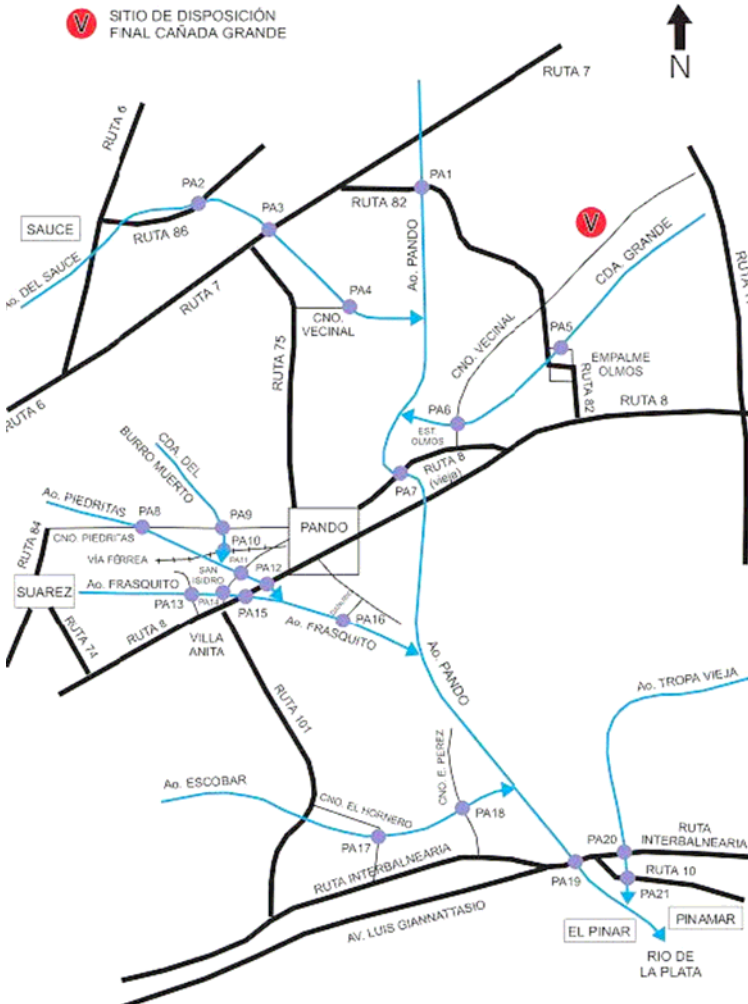 V
SITIO DE DISPOSICIÓN
FINAL CAÑADA GRANDE
N
RUTA 7
RUTA 6
PA1
PA2
RUTA 82
PA3
SAUCE
RUTA 86
V
Ao. PANDO
CDA. GRANDE
Ao. DEL SAUCE
RUTA 7
PA4
CNO.
VECINAL
CNO. VECINAL
PA5
RUTA 75
EMPALME
OLMOS
RUTA 82
RUTA 6
PA6
RUTA 8
EST.
OLMOS
RUTA 8
(vieja)
PA7
CDA. DEL
BURRO MUERTO
Ao. PIEDRITAS
PA8
PA9
PANDO
RUTA 84
CNO. PIEDRITAS
PA10
VÍA FÉRREA
PA11
SAN
ISIDRO
PA12
SUAREZ
Ao. FRASQUITO
PA13
PA14
PA15
PA16
Ao. FRASQUITO
RUTA 8
VILLA
ANITA
RUTA 74
Ao. PANDO
RUTA 101
Ao. TROPA VIEJA
Ao. ESCOBAR
CNO. E. PEREZ
CNO. EL HORNERO
PA18
PA17
RUTA
INTERBALNEARIA
PA20
RUTA INTERBALNEARIA
PA19
RUTA 10
PA21
AV. LUIS GIANNATTASIO
EL PINAR
PINAMAR
RIO DE
LA PLATA